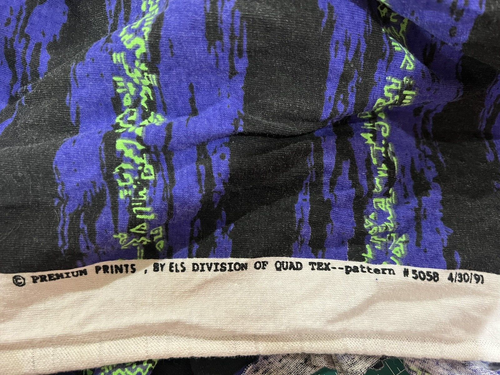 © PREMIUM PRINTS , BY ELS DIVISION OF QUAD TEX--pattern #5058 4/30/91